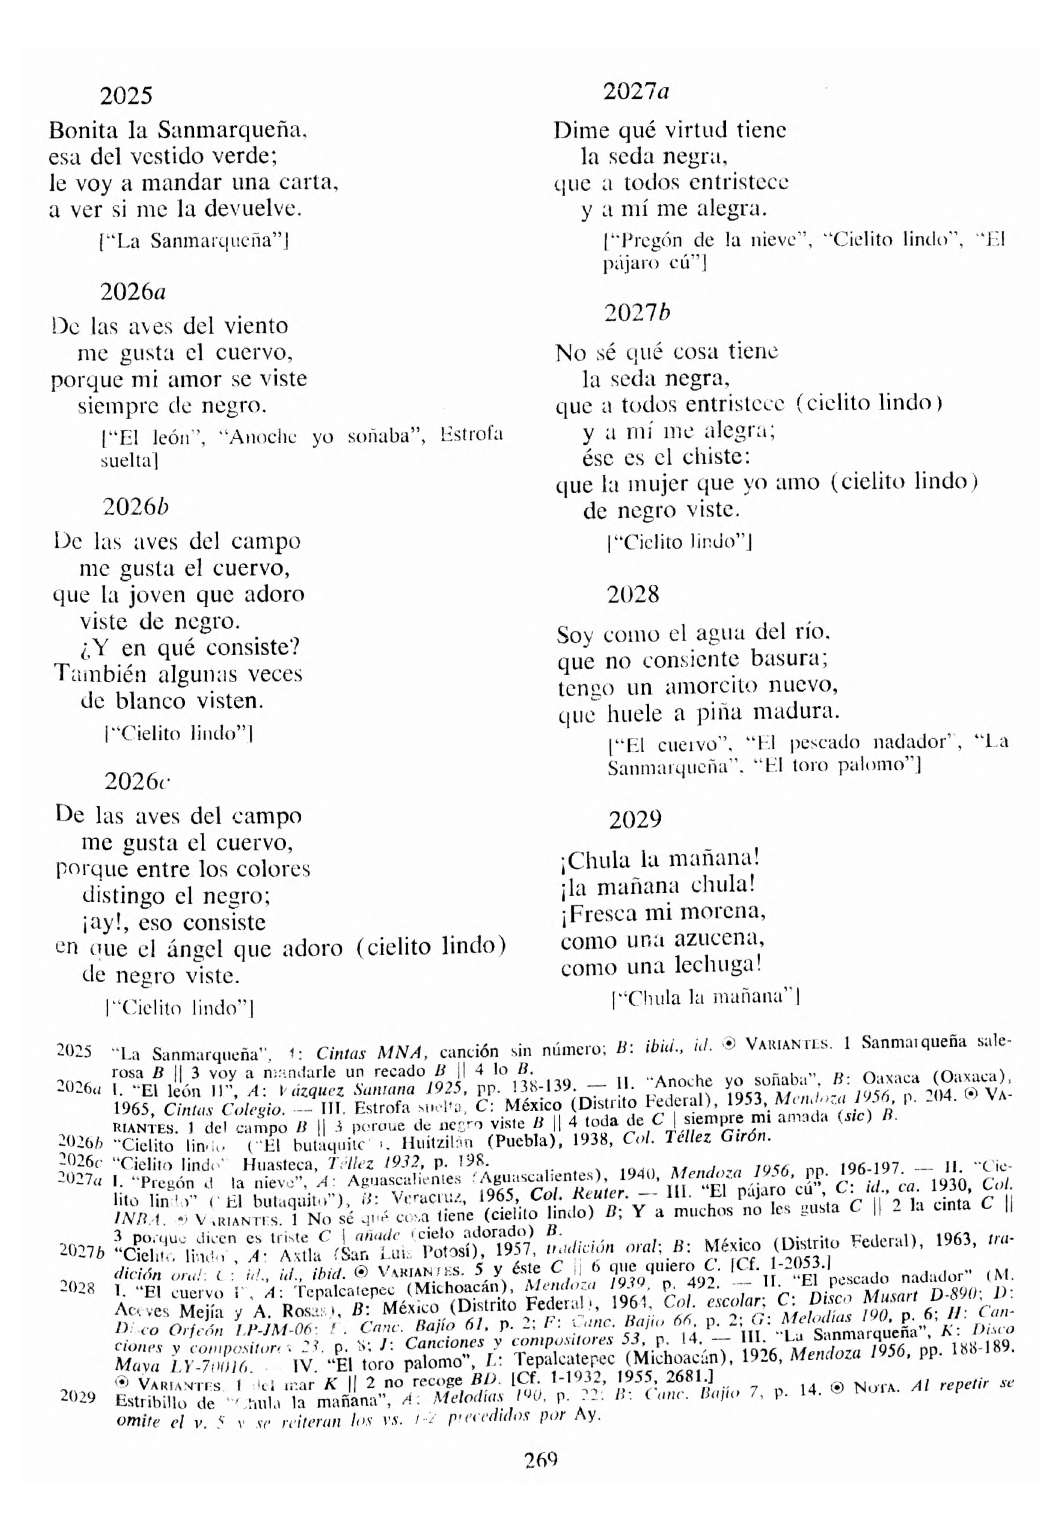 2025
Bonita la Sanmarqueña,
esa del vestido verde;
le voy a mandar una carta,
a ver si me la devuelve.
[“La Sanmarqueña”]
2026a
De las aves del viento
me gusta el cuervo,
porque mi amor se viste
siempre de negro.
[“El león”, “Anoche yo soñaba”, Estrofa
suelta]
2026b
De las aves del campo
me gusta el cuervo,
que la joven que adoro
viste de negro.
¿Y en qué consiste?
También algunas veces
de blanco visten.
[“Cielito lindo”]
2026c
De las aves del campo
me gusta el cuervo,
porque entre los colores
distingo el negro;
¡ay!, eso consiste
en que el ángel que adoro (cielito lindo)
de negro viste.
[“Cielito lindo”]
2027a
Dime qué virtud tiene
la seda negra,
que a todos entristece
y a mí me alegra.
[“Pregón de la nieve”, “Cielito lindo”, “El
pájaro cú”]
2027b
No sé qué cosa tiene
la seda negra,
que a todos entristece (cielito lindo)
y a mí me alegra;
ése es el chiste:
que la mujer que yo amo (cielito lindo)
de negro viste.
[“Cielito lindo”]
2028
Soy como el agua del río,
que no consiente basura;
tengo un amorcito nuevo,
que huele a piña madura.
[“El cuervo”, “El pescado nadador”, “La
Sanmarqueña”, “El toro palomo”]
2029
¡Chula la mañana!
¡la mañana chula!
¡Fresca mi morena,
como una azucena,
como una lechuga!
[“Chula la mañana”]
2025 “La Sanmarqueña”, A: Cintas MNA, canción sin número; B: ibid., id. ⦿ VARIANTES. 1 Sanmarqueña sale-
rosa B || 3 voy a mandarle un recado B || 4 lo B.
2026a I. “El león II”, A: Vázquez Santana 1925, pp. 138-139. — II. “Anoche yo soñaba”, B: Oaxaca (Oaxaca),
1965, Cintas Colegio. — III. Estrofa suelta, C: México (Distrito Federal), 1953, Mendoza 1956, p. 204. ⦿ VA-
RIANTES. 1 del campo B || 3 porque de negro viste B || 4 toda de C | siempre mi amada (sic) B.
2026b “Cielito lindo” (“El butaquito”), Huitzilan (Puebla), 1938, Col. Téllez Girón.
2026c “Cielito lindo” Huasteca, Téllez 1932, p. 198.
2027a I. “Pregón de la nieve”, A: Aguascalientes (Aguascalientes), 1940, Mendoza 1956, pp. 196-197. — II. “Cie-
lito lindo” (“El butaquito”), B: Veracruz, 1965, Col. Reuter. — III. “El pájaro cú”, C: id., ca. 1930, Col.
INBA. ⦿ VARIANTES. 1 No sé qué cosa tiene (cielito lindo) B; Y a muchos no les gusta C || 2 la cinta C ||
3 porque dicen es triste C | añade (cielo adorado) B.
2027b “Cielito lindo”, A: Axtla (San Luis Potosí), 1957, tradición oral; B: México (Distrito Federal), 1963, tra-
dición oral; C: id., id., ibid. ⦿ VARIANTES. 5 y éste C || 6 que quiero C. [Cf. 1-2053.]
2028 I. “El cuervo I”, A: Tepalcatepec (Michoacán), Mendoza 1939, p. 492. — II. “El pescado nadador” (M.
Aceves Mejía y A. Rosas), B: México (Distrito Federal), 1964, Col. escolar; C: Disco Musart D-890; D:
Disco Orfeón LP-JM-06; Canc. Bajío 61, p. 2; F: Canc. Bajío 66, p. 2; G: Melodías 190, p. 6; H: Can-
ciones y compositores 23, p. 8; J: Canciones y compositores 53, p. 14. — III. “La Sanmarqueña”, K: Disco
Maya LY-70016. IV. “El toro palomo”, L: Tepalcatepec (Michoacán), 1926, Mendoza 1956, pp. 188-189.
⦿ VARIANTES. 1 del mar K || 2 no recoge BD. [Cf. 1-1932, 1955, 2681.]
2029 Estribillo de “Chula la mañana”, A: Melodías 190, p. 22; B: Canc. Bajío 7, p. 14. ⦿ NOTA. Al repetir se
omite el v. 5 y se reiteran los vs. 1-2 precedidos por Ay.
269